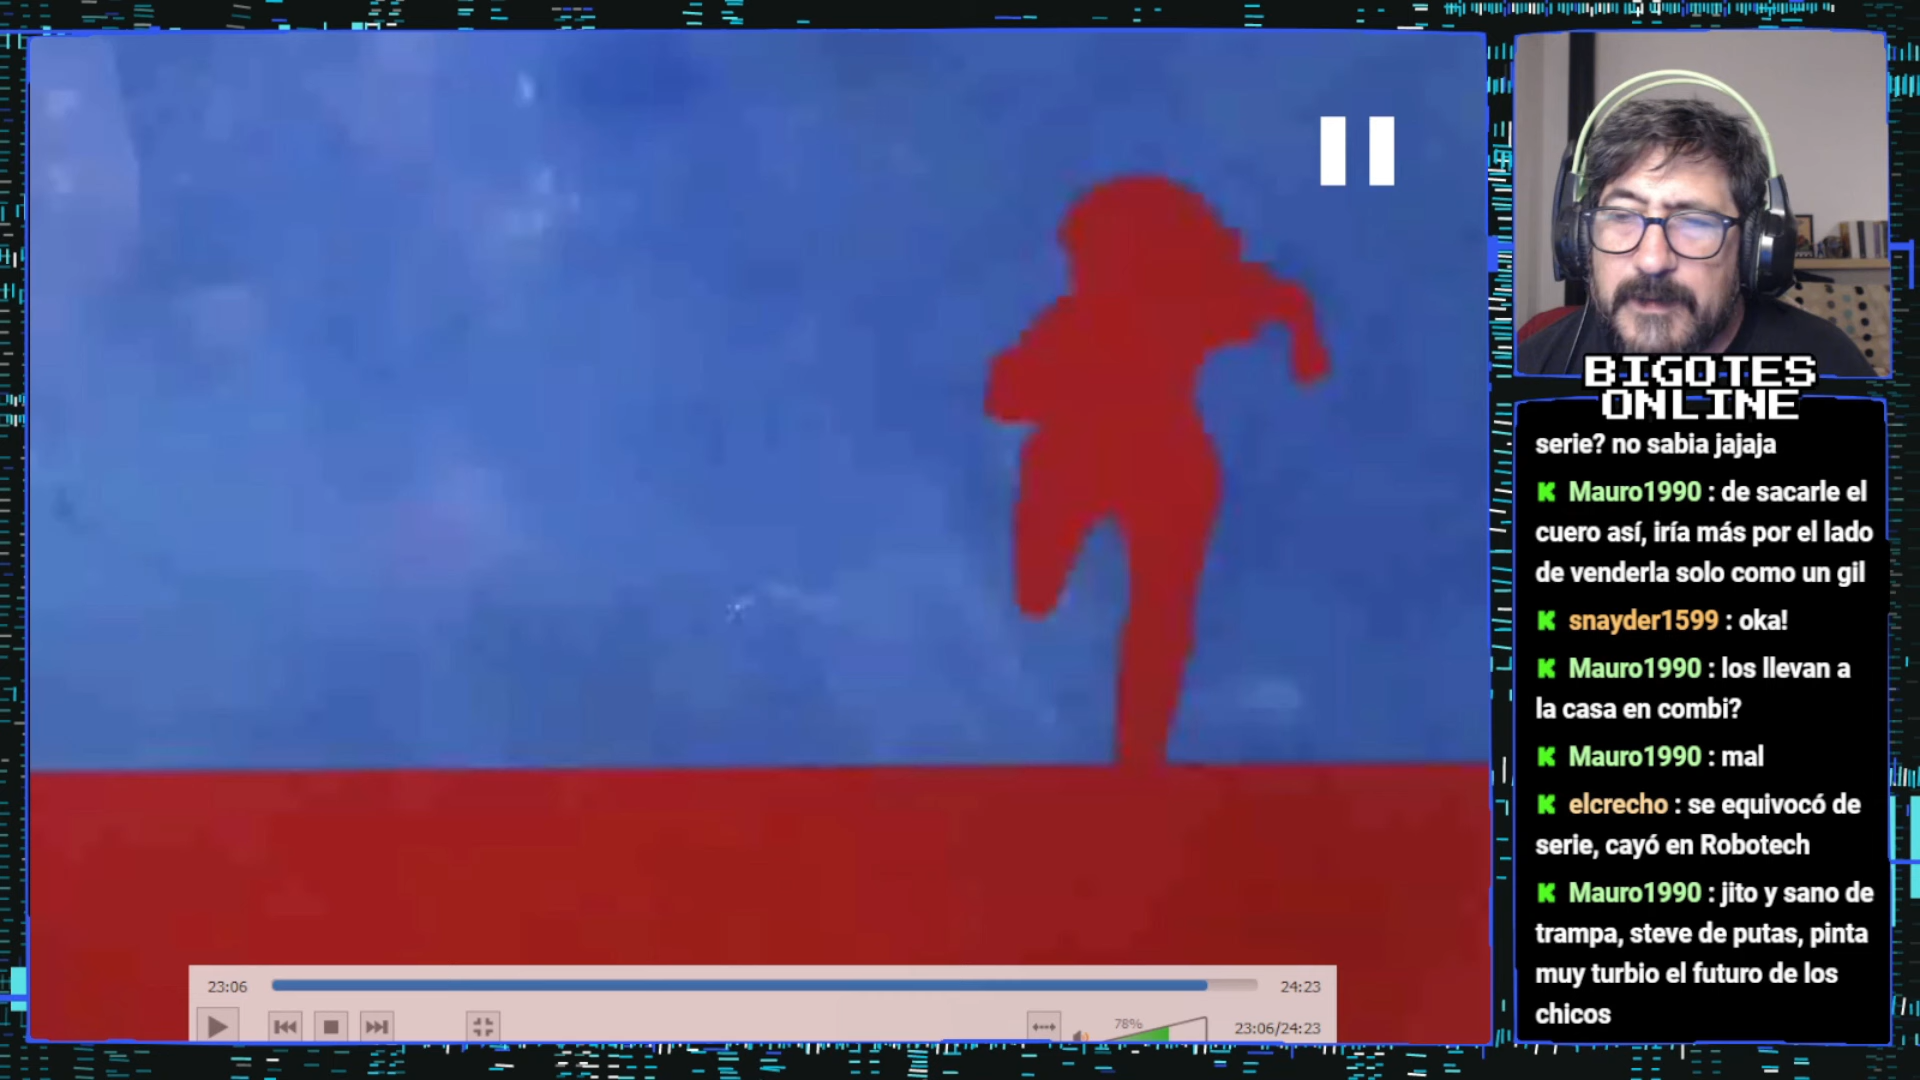 BIGOTES
ONLINE
serie? no sabia jajaja
Mauro1990 : de sacarle el
cuero así, iría más por el lado
de venderla solo como un gil
snayder1599 : oka!
Mauro1990 : los llevan a
la casa en combi?
Mauro1990 : mal
elcrecho : se equivocó de
serie, cayó en Robotech
Mauro1990 : jito y sano de
trampa, steve de putas, pinta
muy turbio el futuro de los
chicos
23:06
24:23
78%
23:06/24:23